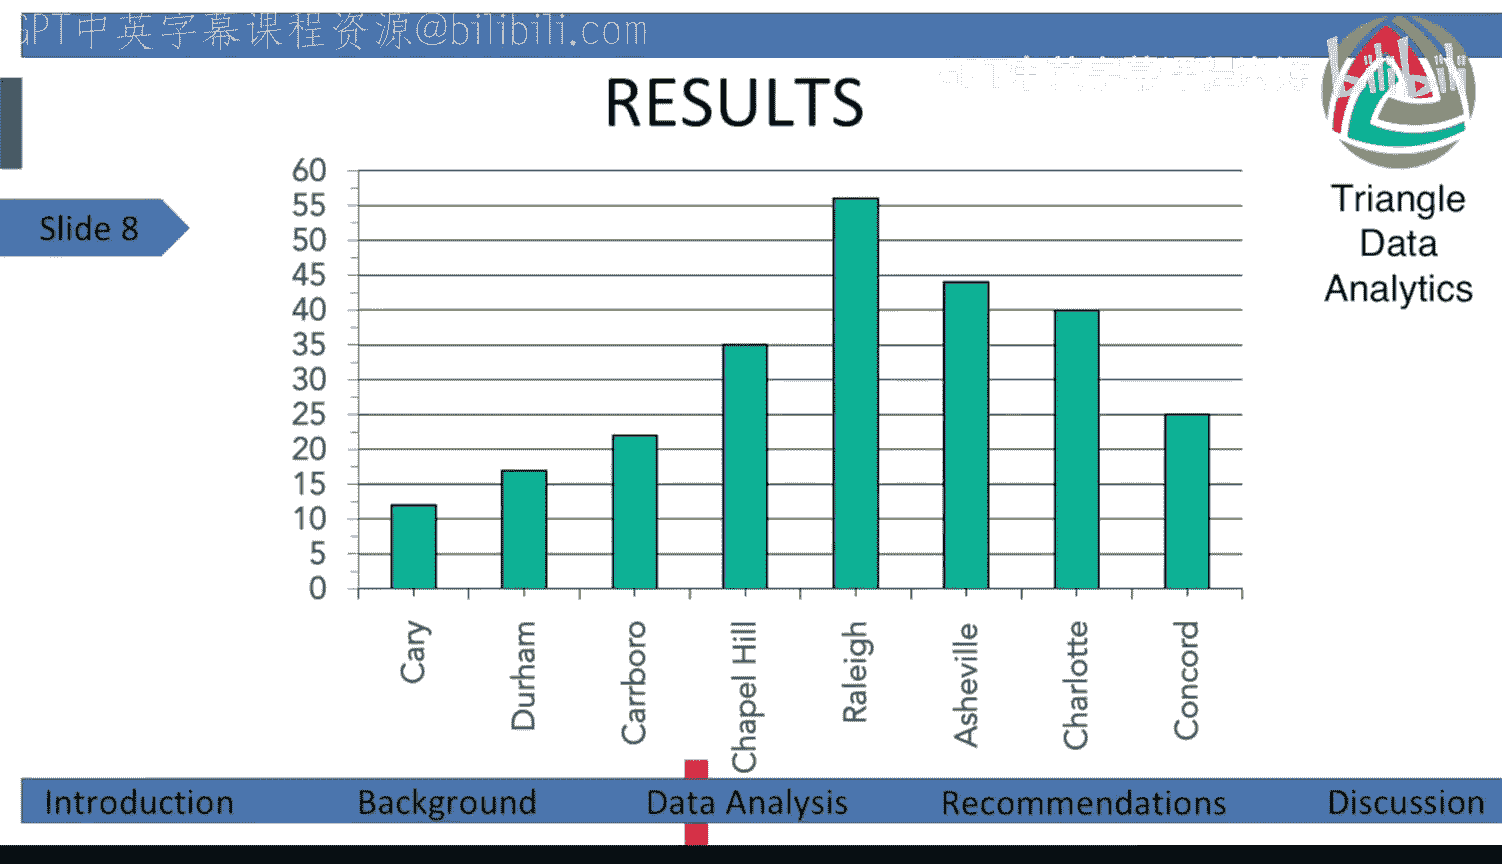 GPT中英字幕课程资源@bilibili.com
RESULTS
bilibili
Slide 8
Triangle
Data
Analytics
60
55
50
45
40
35
30
25
20
15
10
5
0
Cary
Durham
Carrboro
Chapel Hill
Raleigh
Asheville
Charlotte
Concord
Introduction
Background
Data Analysis
Recommendations
Discussion